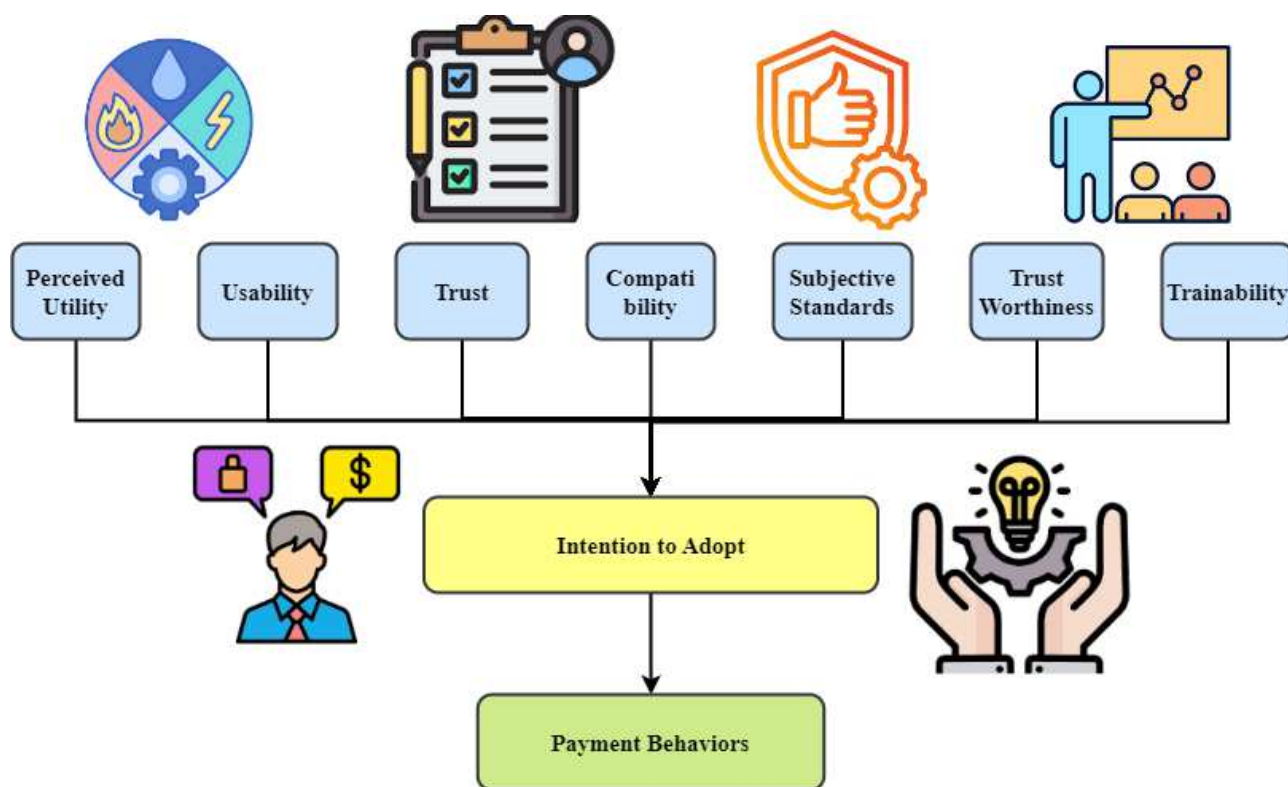 Perceived
Utility
Usability
Trust
Compati
bility
Subjective
Standards
Trust
Worthiness
Trainability
$
Intention to Adopt
Payment Behaviors